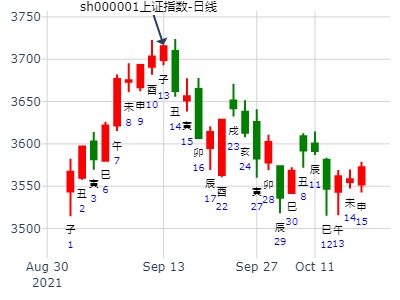 sh000001上证指数-日线
3750
3700
3650
3600
3550
3500
子 1
丑 2
寅 3
巳 6
午 7
未 8
申 9
酉 10
子 13
丑 14
寅 15
卯 16
辰 17
酉 22
戌 23
亥 24
寅 27
卯 28
辰 29
巳 30
丑 8
辰 11
巳 12
午 13
未 14
申 15
Aug 30
2021
Sep 13
Sep 27
Oct 11